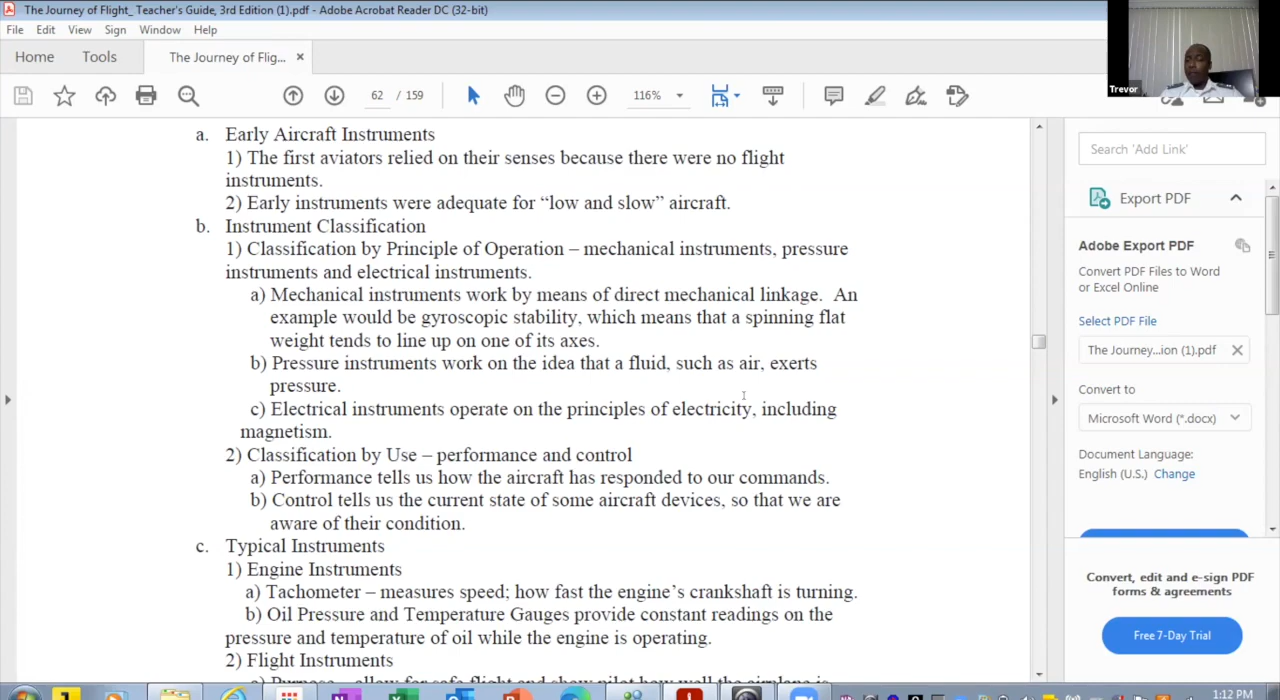 The Journey of Flight_ Teacher's Guide, 3rd Edition (1).pdf - Adobe Acrobat Reader DC (32-bit)
File Edit View Sign Window Help
Home Tools The Journey of Flig... ×
62 / 159 116%
Trevor
a. Early Aircraft Instruments
1) The first aviators relied on their senses because there were no flight
instruments.
2) Early instruments were adequate for “low and slow” aircraft.
b. Instrument Classification
1) Classification by Principle of Operation – mechanical instruments, pressure
instruments and electrical instruments.
a) Mechanical instruments work by means of direct mechanical linkage. An
example would be gyroscopic stability, which means that a spinning flat
weight tends to line up on one of its axes.
b) Pressure instruments work on the idea that a fluid, such as air, exerts
pressure.
c) Electrical instruments operate on the principles of electricity, including
magnetism.
2) Classification by Use – performance and control
a) Performance tells us how the aircraft has responded to our commands.
b) Control tells us the current state of some aircraft devices, so that we are
aware of their condition.
c. Typical Instruments
1) Engine Instruments
a) Tachometer – measures speed; how fast the engine’s crankshaft is turning.
b) Oil Pressure and Temperature Gauges provide constant readings on the
pressure and temperature of oil while the engine is operating.
2) Flight Instruments
a) Purpose – allow for safe flight and show pilot how well the airplane is
Search 'Add Link'
Export PDF
Adobe Export PDF
Convert PDF Files to Word
or Excel Online
Select PDF File
The Journey...ion (1).pdf
Convert to
Microsoft Word (*.docx)
Document Language:
English (U.S.) Change
Convert, edit and e-sign PDF
forms & agreements
Free 7-Day Trial
1:12 PM